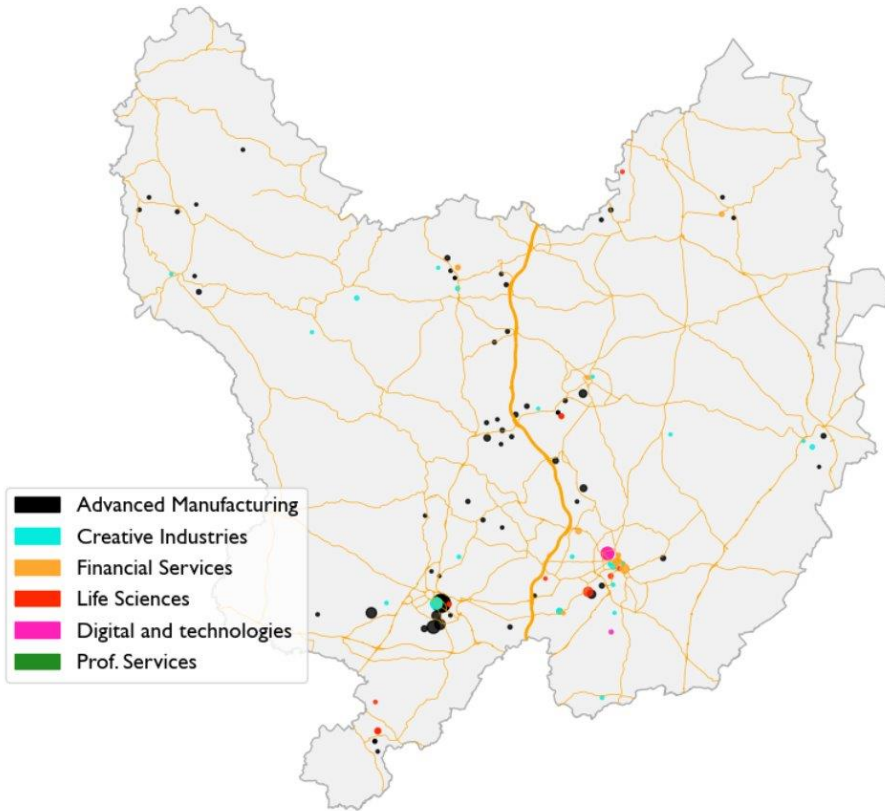 Advanced Manufacturing
Creative Industries
Financial Services
Life Sciences
Digital and technologies
Prof. Services